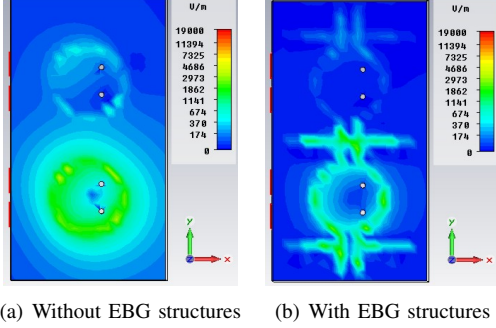 V/m
19000
11394
7325
4686
2973
1862
1141
674
370
174
0
y
z
x
(a) Without EBG structures
V/m
19000
11394
7325
4686
2973
1862
1141
674
370
174
0
y
z
x
(b) With EBG structures